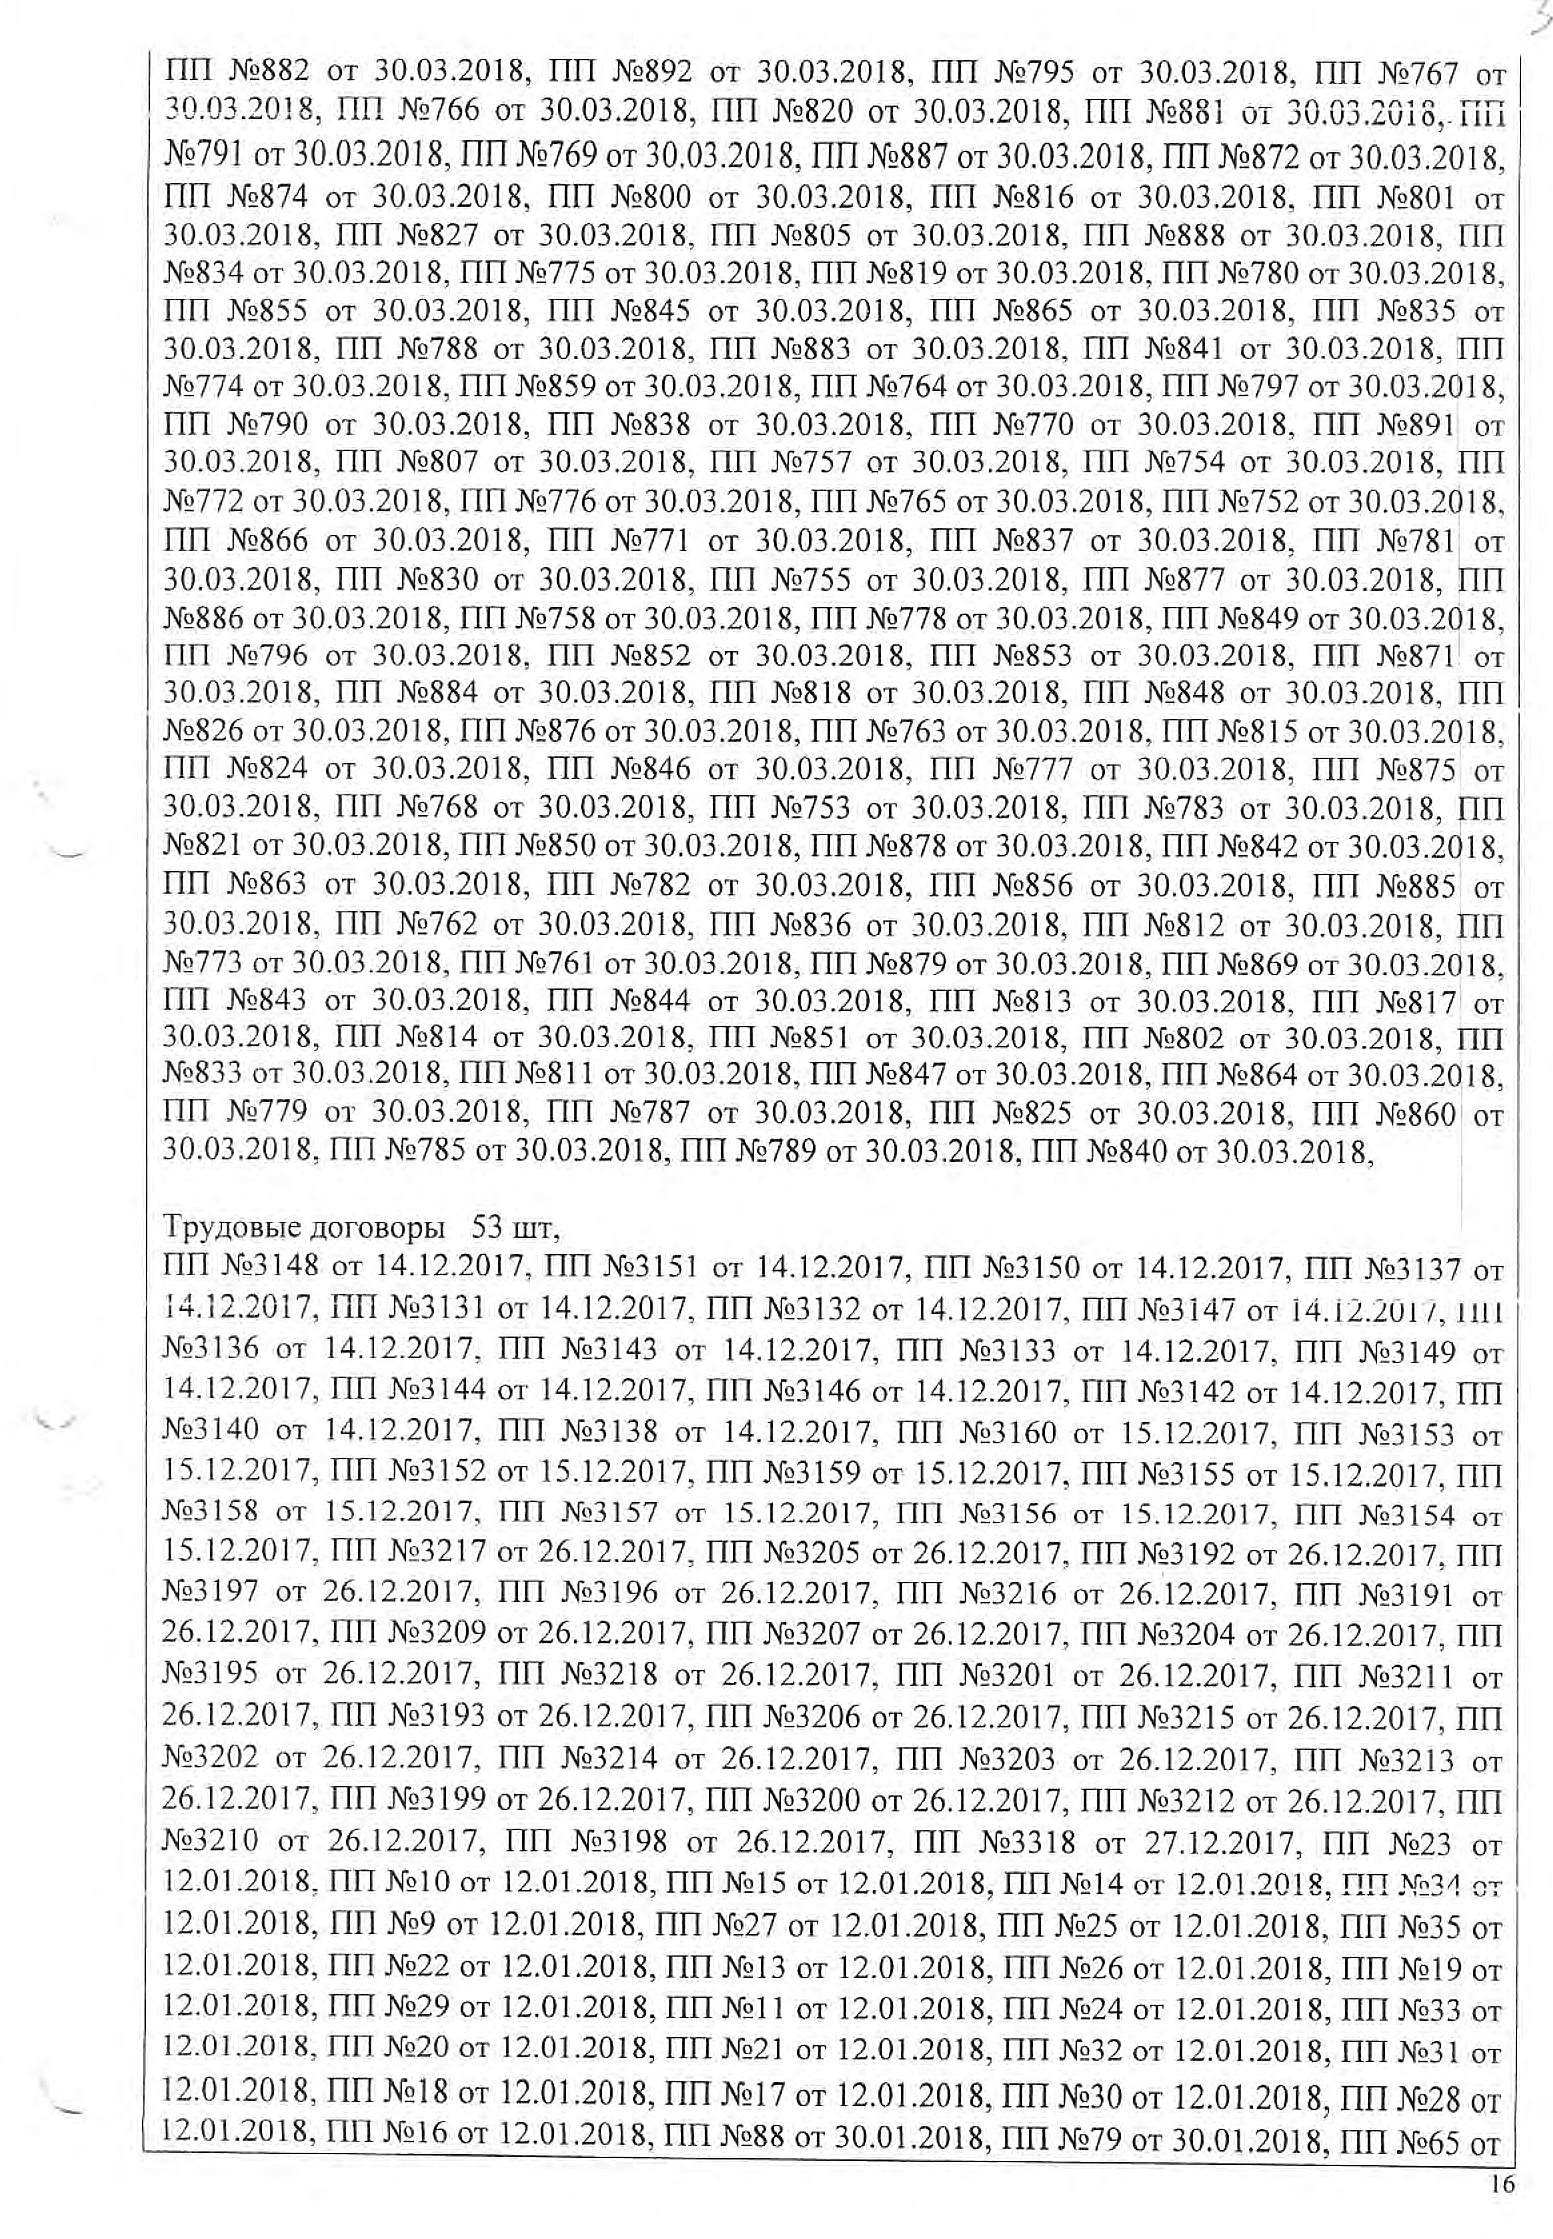 ПП №882 от 30.03.2018, ПП №892 от 30.03.2018, ПП №795 от 30.03.2018, ПП №767 от
30.03.2018, ПП №766 от 30.03.2018, ПП №820 от 30.03.2018, ПП №881 от 30.03.2018, ПП
№791 от 30.03.2018, ПП №769 от 30.03.2018, ПП №887 от 30.03.2018, ПП №872 от 30.03.2018,
ПП №874 от 30.03.2018, ПП №800 от 30.03.2018, ПП №816 от 30.03.2018, ПП №801 от
30.03.2018, ПП №827 от 30.03.2018, ПП №805 от 30.03.2018, ПП №888 от 30.03.2018, ПП
№834 от 30.03.2018, ПП №775 от 30.03.2018, ПП №819 от 30.03.2018, ПП №780 от 30.03.2018,
ПП №855 от 30.03.2018, ПП №845 от 30.03.2018, ПП №865 от 30.03.2018, ПП №835 от
30.03.2018, ПП №788 от 30.03.2018, ПП №883 от 30.03.2018, ПП №841 от 30.03.2018, ПП
№774 от 30.03.2018, ПП №859 от 30.03.2018, ПП №764 от 30.03.2018, ПП №797 от 30.03.2018,
ПП №790 от 30.03.2018, ПП №838 от 30.03.2018, ПП №770 от 30.03.2018, ПП №891 от
30.03.2018, ПП №807 от 30.03.2018, ПП №757 от 30.03.2018, ПП №754 от 30.03.2018, ПП
№772 от 30.03.2018, ПП №776 от 30.03.2018, ПП №765 от 30.03.2018, ПП №752 от 30.03.2018,
ПП №866 от 30.03.2018, ПП №771 от 30.03.2018, ПП №837 от 30.03.2018, ПП №781 от
30.03.2018, ПП №830 от 30.03.2018, ПП №755 от 30.03.2018, ПП №877 от 30.03.2018, ПП
№886 от 30.03.2018, ПП №758 от 30.03.2018, ПП №778 от 30.03.2018, ПП №849 от 30.03.2018,
ПП №796 от 30.03.2018, ПП №852 от 30.03.2018, ПП №853 от 30.03.2018, ПП №871 от
30.03.2018, ПП №884 от 30.03.2018, ПП №818 от 30.03.2018, ПП №848 от 30.03.2018, ПП
№826 от 30.03.2018, ПП №876 от 30.03.2018, ПП №763 от 30.03.2018, ПП №815 от 30.03.2018,
ПП №824 от 30.03.2018, ПП №846 от 30.03.2018, ПП №777 от 30.03.2018, ПП №875 от
30.03.2018, ПП №768 от 30.03.2018, ПП №753 от 30.03.2018, ПП №783 от 30.03.2018, ПП
№821 от 30.03.2018, ПП №850 от 30.03.2018, ПП №878 от 30.03.2018, ПП №842 от 30.03.2018,
ПП №863 от 30.03.2018, ПП №782 от 30.03.2018, ПП №856 от 30.03.2018, ПП №885 от
30.03.2018, ПП №762 от 30.03.2018, ПП №836 от 30.03.2018, ПП №812 от 30.03.2018, ПП
№773 от 30.03.2018, ПП №761 от 30.03.2018, ПП №879 от 30.03.2018, ПП №869 от 30.03.2018,
ПП №843 от 30.03.2018, ПП №844 от 30.03.2018, ПП №813 от 30.03.2018, ПП №817 от
30.03.2018, ПП №814 от 30.03.2018, ПП №851 от 30.03.2018, ПП №802 от 30.03.2018, ПП
№833 от 30.03.2018, ПП №811 от 30.03.2018, ПП №847 от 30.03.2018, ПП №864 от 30.03.2018,
ПП №779 от 30.03.2018, ПП №787 от 30.03.2018, ПП №825 от 30.03.2018, ПП №860 от
30.03.2018, ПП №785 от 30.03.2018, ПП №789 от 30.03.2018, ПП №840 от 30.03.2018,
Трудовые договоры 53 шт,
ПП №3148 от 14.12.2017, ПП №3151 от 14.12.2017, ПП №3150 от 14.12.2017, ПП №3137 от
14.12.2017, ПП №3131 от 14.12.2017, ПП №3132 от 14.12.2017, ПП №3147 от 14.12.2017, ПП
№3136 от 14.12.2017, ПП №3143 от 14.12.2017, ПП №3133 от 14.12.2017, ПП №3149 от
14.12.2017, ПП №3144 от 14.12.2017, ПП №3146 от 14.12.2017, ПП №3142 от 14.12.2017, ПП
№3140 от 14.12.2017, ПП №3138 от 14.12.2017, ПП №3160 от 15.12.2017, ПП №3153 от
15.12.2017, ПП №3152 от 15.12.2017, ПП №3159 от 15.12.2017, ПП №3155 от 15.12.2017, ПП
№3158 от 15.12.2017, ПП №3157 от 15.12.2017, ПП №3156 от 15.12.2017, ПП №3154 от
15.12.2017, ПП №3217 от 26.12.2017, ПП №3205 от 26.12.2017, ПП №3192 от 26.12.2017, ПП
№3197 от 26.12.2017, ПП №3196 от 26.12.2017, ПП №3216 от 26.12.2017, ПП №3191 от
26.12.2017, ПП №3209 от 26.12.2017, ПП №3207 от 26.12.2017, ПП №3204 от 26.12.2017, ПП
№3195 от 26.12.2017, ПП №3218 от 26.12.2017, ПП №3201 от 26.12.2017, ПП №3211 от
26.12.2017, ПП №3193 от 26.12.2017, ПП №3206 от 26.12.2017, ПП №3215 от 26.12.2017, ПП
№3202 от 26.12.2017, ПП №3214 от 26.12.2017, ПП №3203 от 26.12.2017, ПП №3213 от
26.12.2017, ПП №3199 от 26.12.2017, ПП №3200 от 26.12.2017, ПП №3212 от 26.12.2017, ПП
№3210 от 26.12.2017, ПП №3198 от 26.12.2017, ПП №3318 от 27.12.2017, ПП №23 от
12.01.2018, ПП №10 от 12.01.2018, ПП №15 от 12.01.2018, ПП №14 от 12.01.2018, ПП №34 от
12.01.2018, ПП №9 от 12.01.2018, ПП №27 от 12.01.2018, ПП №25 от 12.01.2018, ПП №35 от
12.01.2018, ПП №22 от 12.01.2018, ПП №13 от 12.01.2018, ПП №26 от 12.01.2018, ПП №19 от
12.01.2018, ПП №29 от 12.01.2018, ПП №11 от 12.01.2018, ПП №24 от 12.01.2018, ПП №33 от
12.01.2018, ПП №20 от 12.01.2018, ПП №21 от 12.01.2018, ПП №32 от 12.01.2018, ПП №31 от
12.01.2018, ПП №18 от 12.01.2018, ПП №17 от 12.01.2018, ПП №30 от 12.01.2018, ПП №28 от
12.01.2018, ПП №16 от 12.01.2018, ПП №88 от 30.01.2018, ПП №79 от 30.01.2018, ПП №65 от
16